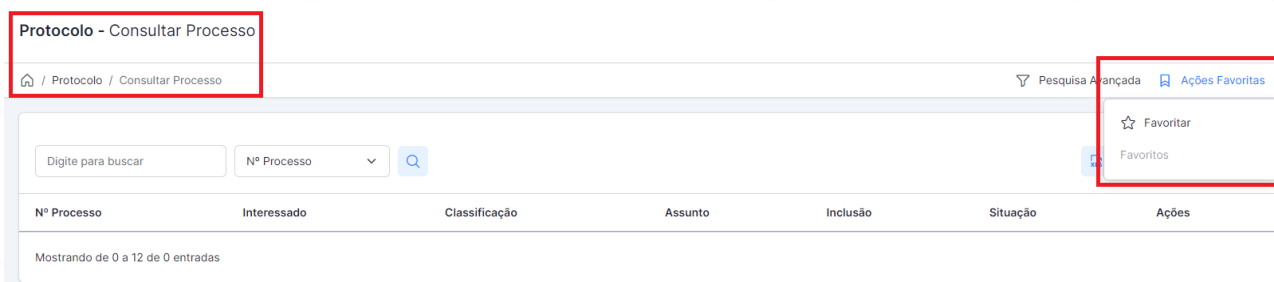 Protocolo - Consultar Processo
/ Protocolo / Consultar Processo
Pesquisa Avançada Ações Favoritas
Favoritar
Favoritos
Digite para buscar Nº Processo
Nº Processo Interessado Classificação Assunto Inclusão Situação Ações
Mostrando de 0 a 12 de 0 entradas